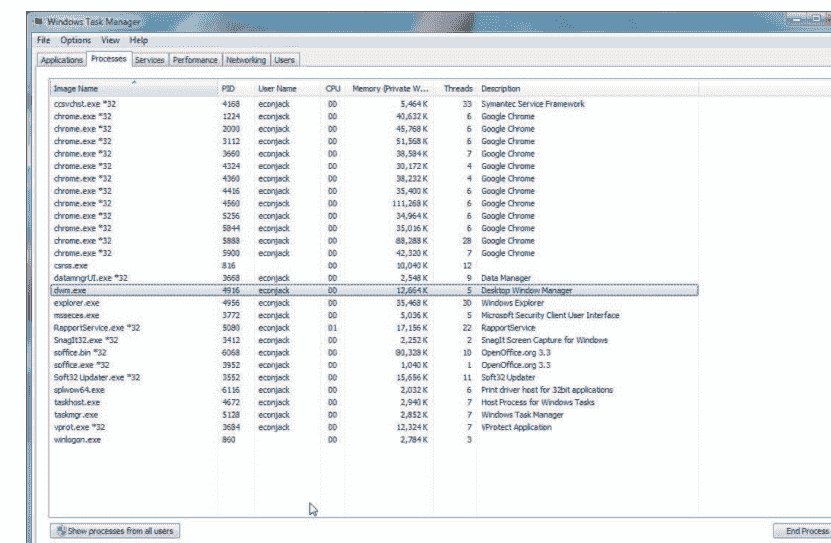 Windows Task Manager
File Options View Help
Applications Processes Services Performance Networking Users
Image Name PID User Name CPU Memory (Private W... Threads Description
ccsvchst.exe *32 4168 econjack 00 5,464 K 33 Symantec Service Framework
chrome.exe *32 1224 econjack 00 40,632 K 6 Google Chrome
chrome.exe *32 2000 econjack 00 45,768 K 6 Google Chrome
chrome.exe *32 3112 econjack 00 51,568 K 6 Google Chrome
chrome.exe *32 3660 econjack 00 38,584 K 7 Google Chrome
chrome.exe *32 4324 econjack 00 30,172 K 4 Google Chrome
chrome.exe *32 4360 econjack 00 38,232 K 4 Google Chrome
chrome.exe *32 4416 econjack 00 35,400 K 6 Google Chrome
chrome.exe *32 4560 econjack 00 111,268 K 6 Google Chrome
chrome.exe *32 5256 econjack 00 34,964 K 6 Google Chrome
chrome.exe *32 5844 econjack 00 35,016 K 6 Google Chrome
chrome.exe *32 5888 econjack 00 88,288 K 28 Google Chrome
chrome.exe *32 5900 econjack 00 42,320 K 7 Google Chrome
csrss.exe 816 00 10,040 K 12
datamngrUI.exe *32 3668 econjack 00 2,548 K 9 Data Manager
dwm.exe 4916 econjack 00 12,664 K 5 Desktop Window Manager
explorer.exe 4956 econjack 00 35,468 K 30 Windows Explorer
msseces.exe 3772 econjack 00 5,036 K 5 Microsoft Security Client User Interface
RapportService.exe *32 5080 econjack 01 17,156 K 22 RapportService
SnagIt32.exe *32 3412 econjack 00 2,252 K 2 SnagIt Screen Capture for Windows
soffice.bin *32 6068 econjack 00 80,328 K 10 OpenOffice.org 3.3
soffice.exe *32 3952 econjack 00 1,040 K 1 OpenOffice.org 3.3
Soft32 Updater.exe *32 3552 econjack 00 15,656 K 11 Soft32 Updater
splwow64.exe 6116 econjack 00 2,032 K 6 Print driver host for 32bit applications
taskhost.exe 4672 econjack 00 2,940 K 7 Host Process for Windows Tasks
taskmgr.exe 5128 econjack 00 2,852 K 7 Windows Task Manager
vprot.exe *32 3684 econjack 00 12,324 K 7 VProtect Application
winlogon.exe 860 00 2,784 K 3
Show processes from all users End Process